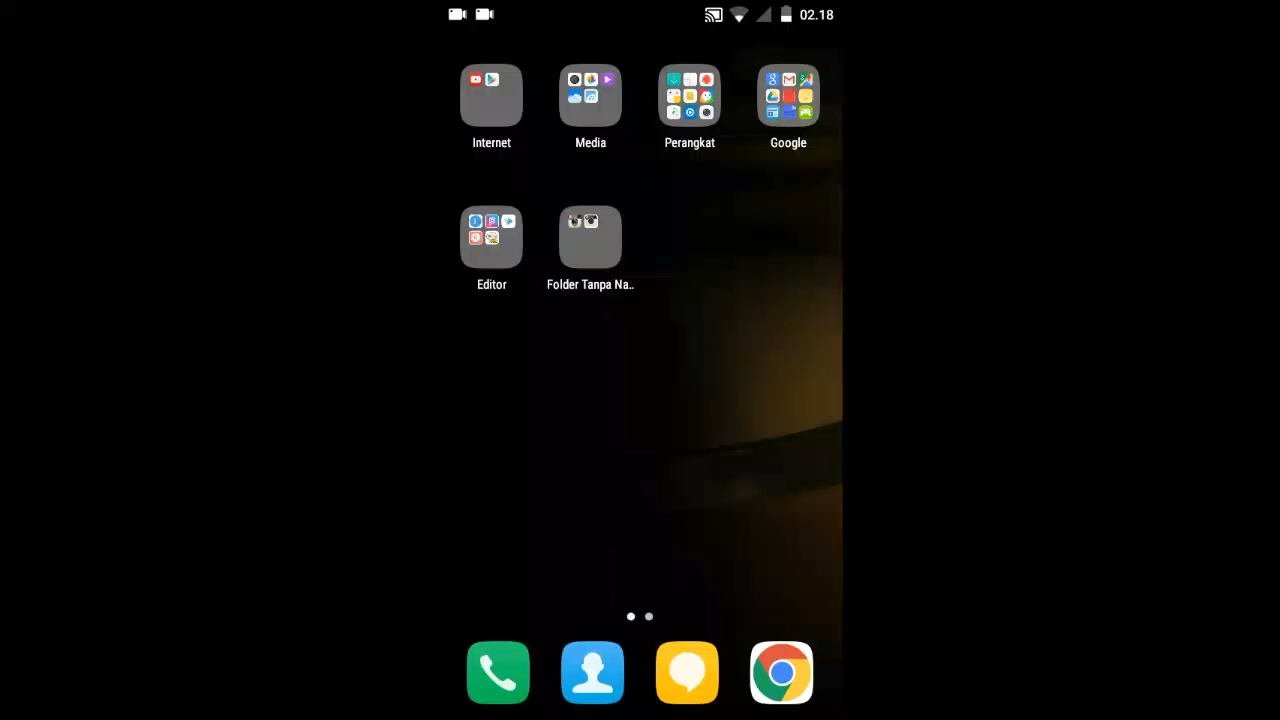 02.18
Internet
Media
Perangkat
Google
Editor
Folder Tanpa Na..